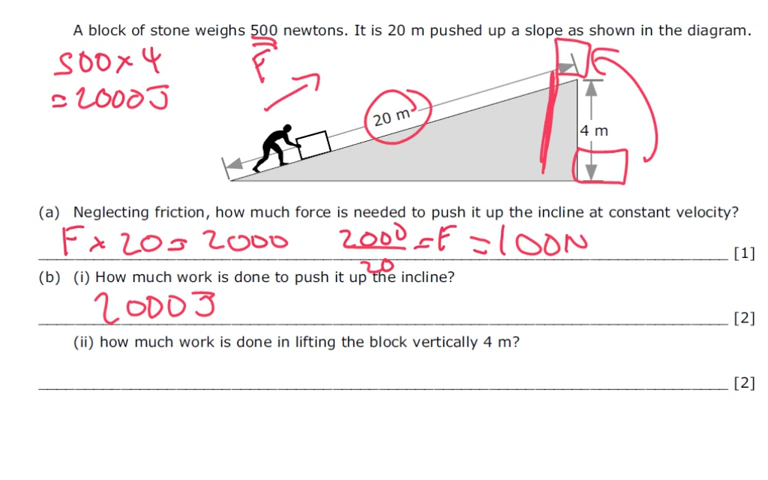 A block of stone weighs 500 newtons. It is 20 m pushed up a slope as shown in the diagram.
500 x 4
= 2000J
F
20 m
4 m
(a) Neglecting friction, how much force is needed to push it up the incline at constant velocity?
F x 20 = 2000 2000/20 = F = 100N
[1]
(b) (i) How much work is done to push it up the incline?
2000J
[2]
(ii) how much work is done in lifting the block vertically 4 m?
[2]